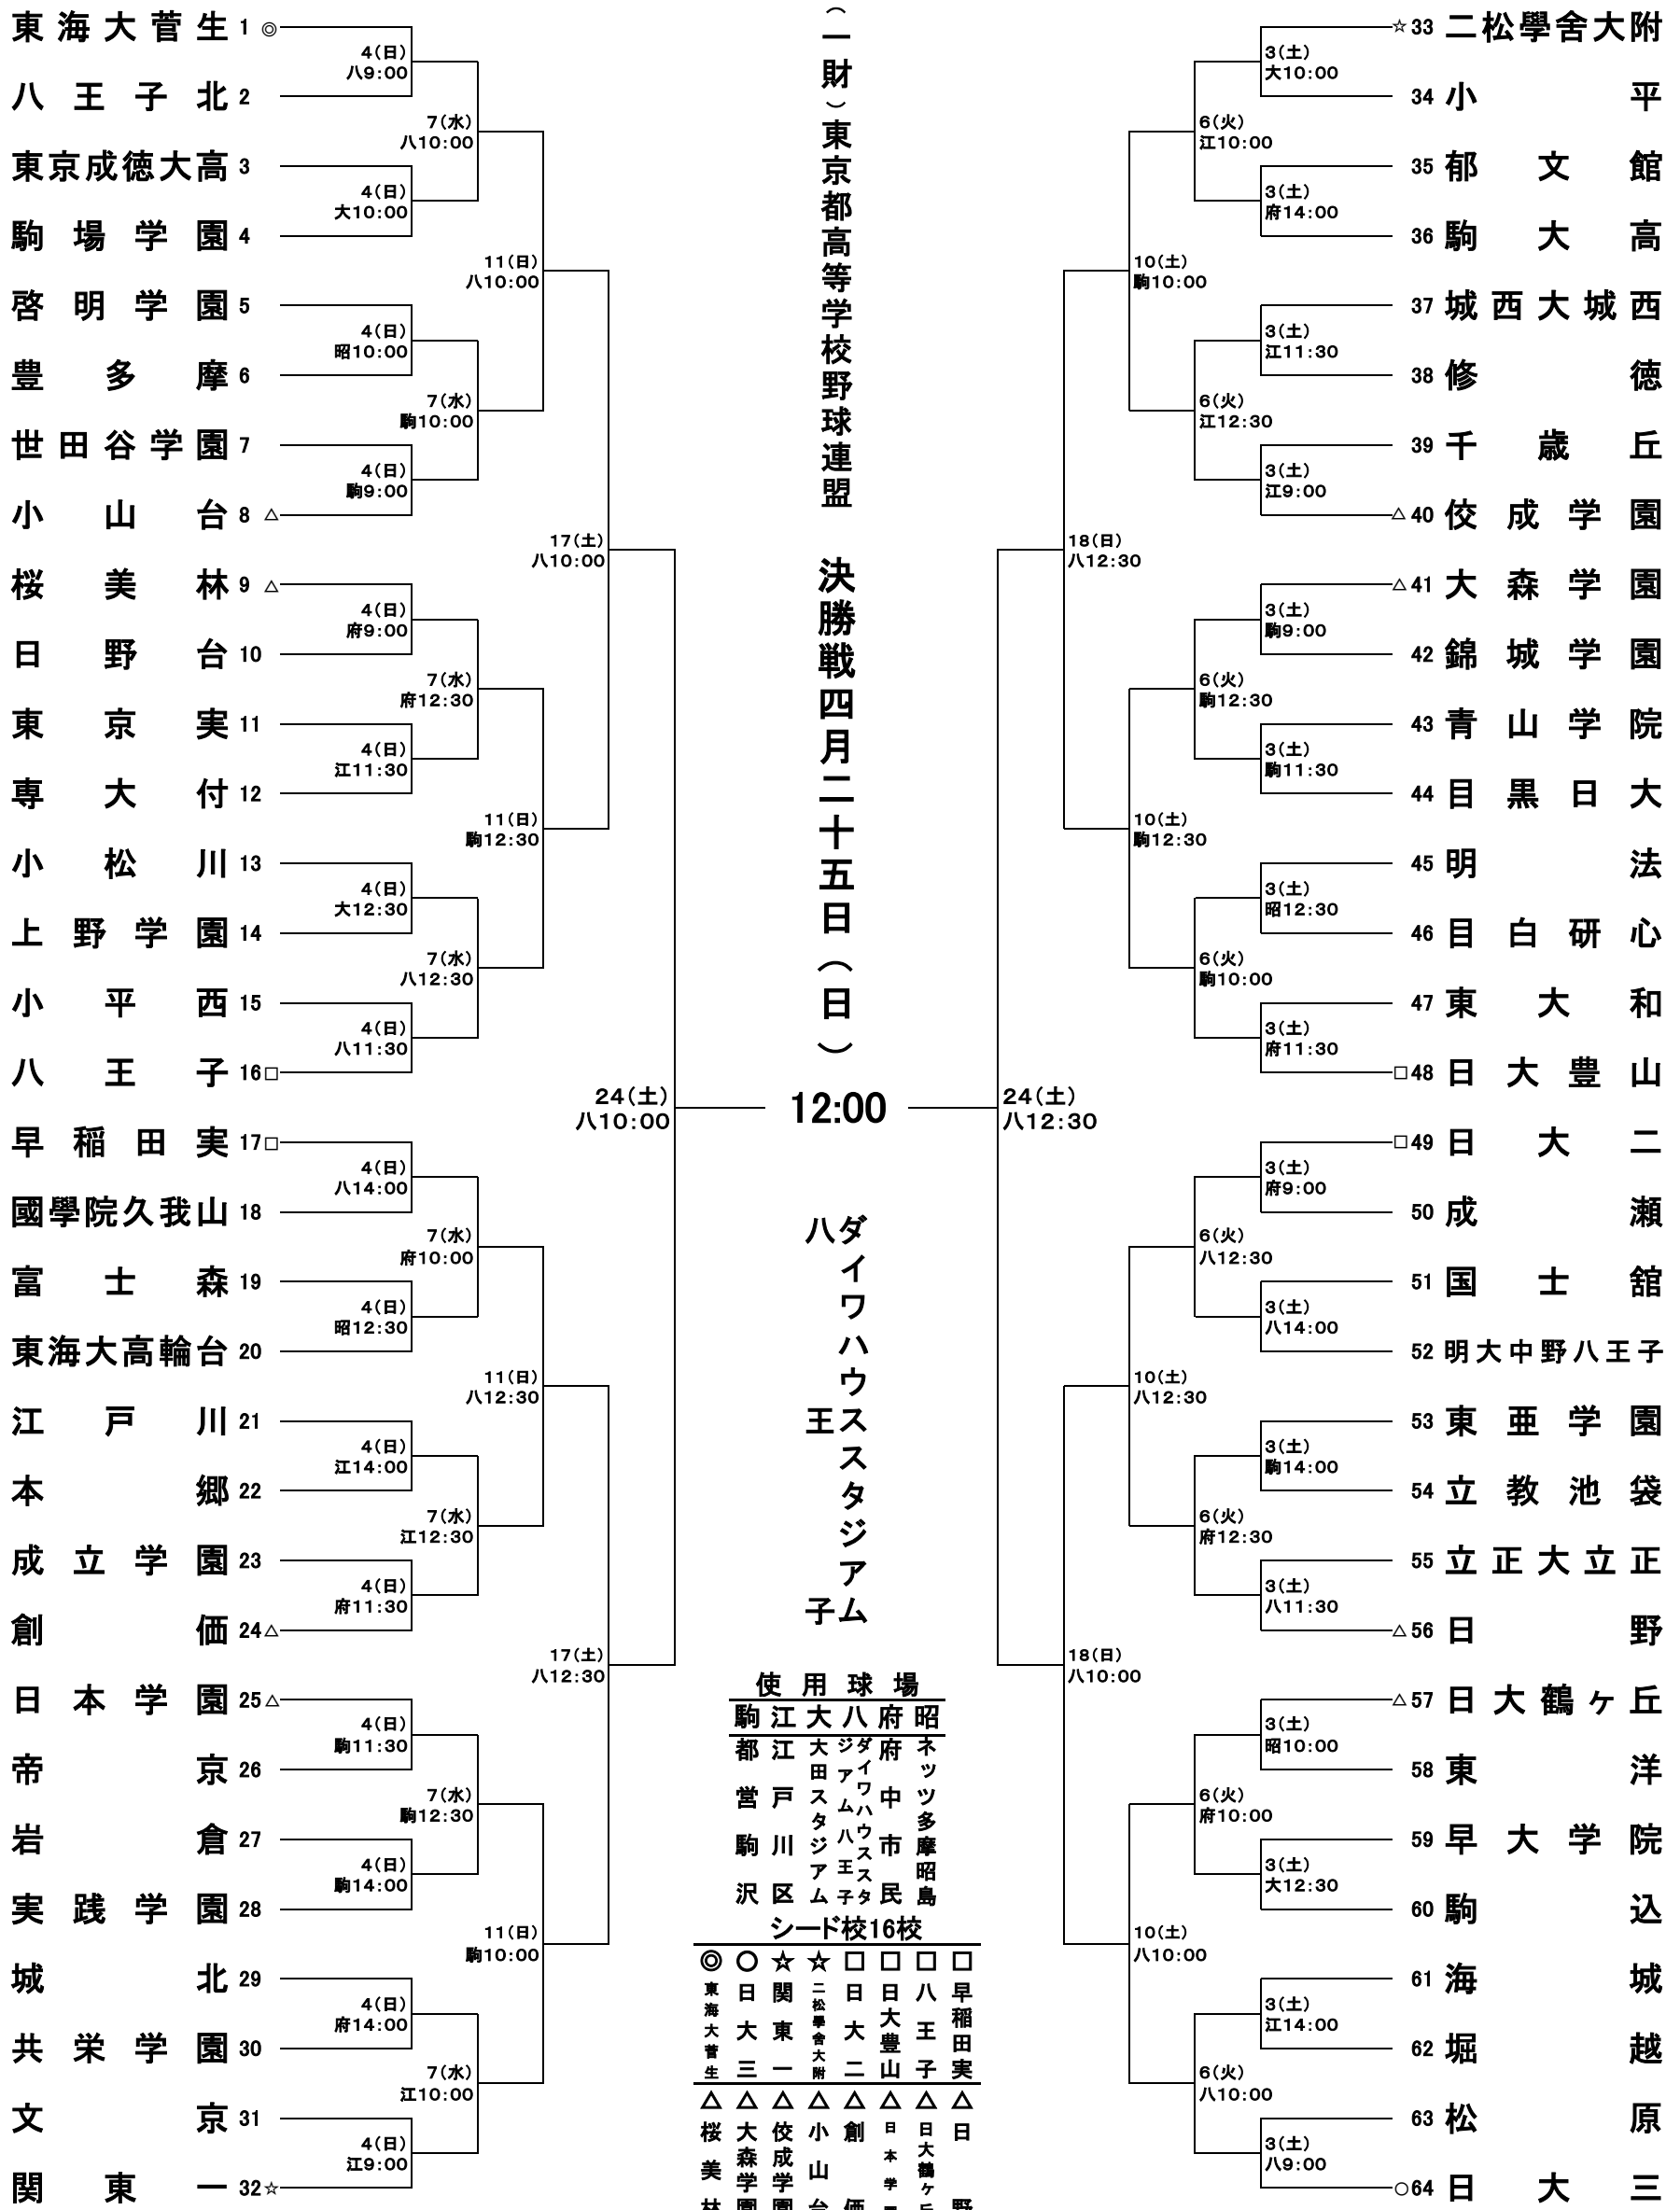 東海大菅生 1 ◎
4(日)
八9:00
八王子北 2
7(水)
八10:00
東京成徳大高 3
4(日)
大10:00
駒場学園 4
11(日)
八10:00
啓明学園 5
4(日)
昭10:00
豊多摩 6
7(水)
駒10:00
世田谷学園 7
4(日)
駒9:00
小山台 8 △
17(土)
八10:00
桜美林 9 △
4(日)
府9:00
日野台 10
7(水)
府12:30
東京実 11
4(日)
江11:30
専大付 12
11(日)
駒12:30
小松川 13
4(日)
大12:30
上野学園 14
7(水)
八12:30
小平西 15
4(日)
八11:30
八王子 16 □
24(土)
八10:00
早稲田実 17 □
4(日)
八14:00
國學院久我山 18
7(水)
府10:00
富士森 19
4(日)
昭12:30
東海大高輪台 20
11(日)
八12:30
江戸川 21
4(日)
江14:00
本郷 22
7(水)
江12:30
成立学園 23
4(日)
府11:30
創価 24 △
17(土)
八12:30
日本学園 25 △
4(日)
駒11:30
帝京 26
7(水)
駒12:30
岩倉 27
4(日)
駒14:00
実践学園 28
11(日)
駒10:00
城北 29
4(日)
府14:00
共栄学園 30
7(水)
江10:00
文京 31
4(日)
江9:00
関東一 32 ☆
(一財)東京都高等学校野球連盟
決勝戦四月二十五日(日)
12:00
ダイワハウススタジアム
八王子
使用球場
駒 江 大 八 府 昭
都営駒沢
江戸川区
大田スタジアム
ダイワハウススタ
ジアム八王子
府中市民
ネッツ多摩昭島
シード校16校
◎ 東海大菅生
○ 日大三
☆ 関東一
☆ 二松學舎大附
□ 日大二
□ 日大豊山
□ 八王子
□ 早稲田実
△ 桜美林
△ 大森学園
△ 佼成学園
△ 小山台
△ 創価
△ 日本学
△ 日大鶴ヶ丘
△ 日野
☆ 33 二松學舎大附
3(土)
大10:00
34 小平
6(火)
江10:00
35 郁文館
3(土)
府14:00
36 駒大高
10(土)
駒10:00
37 城西大城西
3(土)
江11:30
38 修徳
6(火)
江12:30
39 千歳丘
3(土)
江9:00
△ 40 佼成学園
18(日)
八12:30
△ 41 大森学園
3(土)
駒9:00
42 錦城学園
6(火)
駒12:30
43 青山学院
3(土)
駒11:30
44 目黒日大
10(土)
駒12:30
45 明法
3(土)
昭12:30
46 目白研心
6(火)
駒10:00
47 東大和
3(土)
府11:30
□ 48 日大豊山
24(土)
八12:30
□ 49 日大二
3(土)
府9:00
50 成瀬
6(火)
八12:30
51 国士舘
3(土)
八14:00
52 明大中野八王子
10(土)
八12:30
53 東亜学園
3(土)
駒14:00
54 立教池袋
6(火)
府12:30
55 立正大立正
3(土)
八11:30
△ 56 日野
18(日)
八10:00
△ 57 日大鶴ヶ丘
3(土)
昭10:00
58 東洋
6(火)
府10:00
59 早大学院
3(土)
大12:30
60 駒込
10(土)
八10:00
61 海城
3(土)
江14:00
62 堀越
6(火)
八10:00
63 松原
3(土)
八9:00
○ 64 日大三